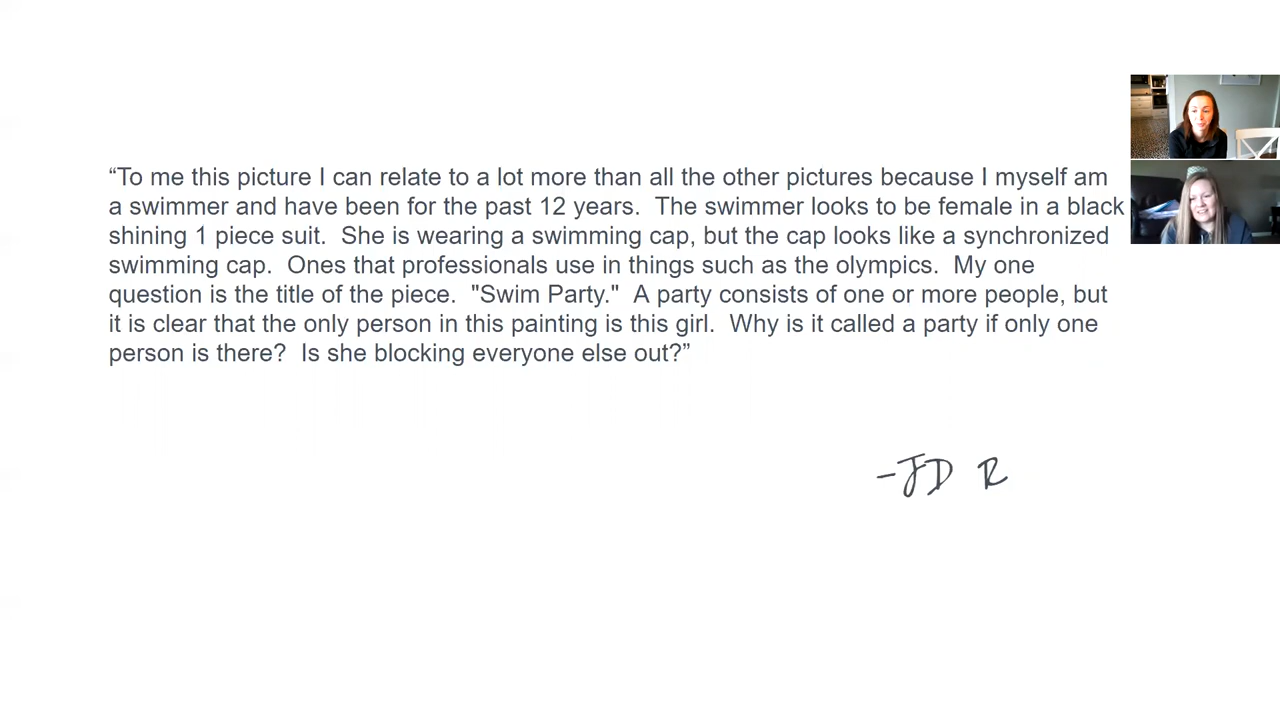 “To me this picture I can relate to a lot more than all the other pictures because I myself am
a swimmer and have been for the past 12 years.  The swimmer looks to be female in a black
shining 1 piece suit.  She is wearing a swimming cap, but the cap looks like a synchronized
swimming cap.  Ones that professionals use in things such as the olympics.  My one
question is the title of the piece.  "Swim Party."  A party consists of one or more people, but
it is clear that the only person in this painting is this girl.  Why is it called a party if only one
person is there?  Is she blocking everyone else out?”
-JD R